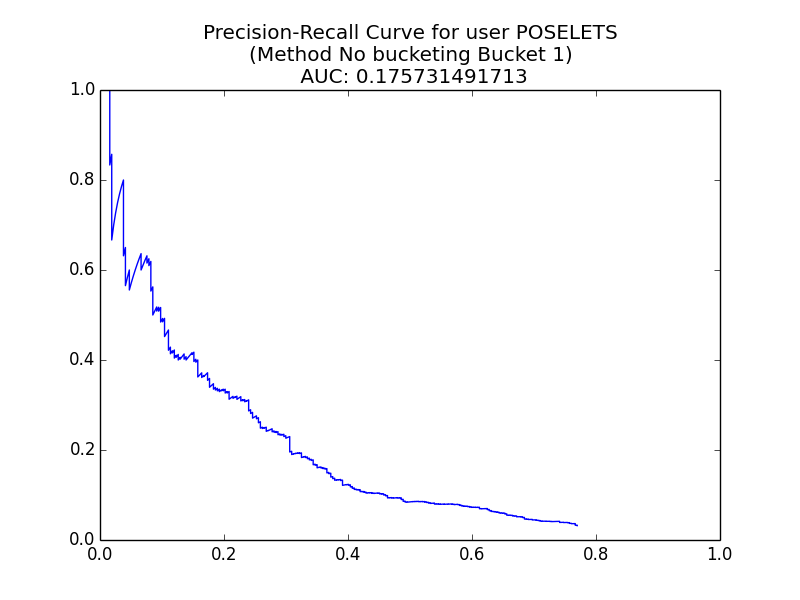 Precision-Recall Curve for user POSELETS
(Method No bucketing Bucket 1)
AUC: 0.175731491713
1.0
0.8
0.6
0.4
0.2
0.0
0.0 0.2 0.4 0.6 0.8 1.0